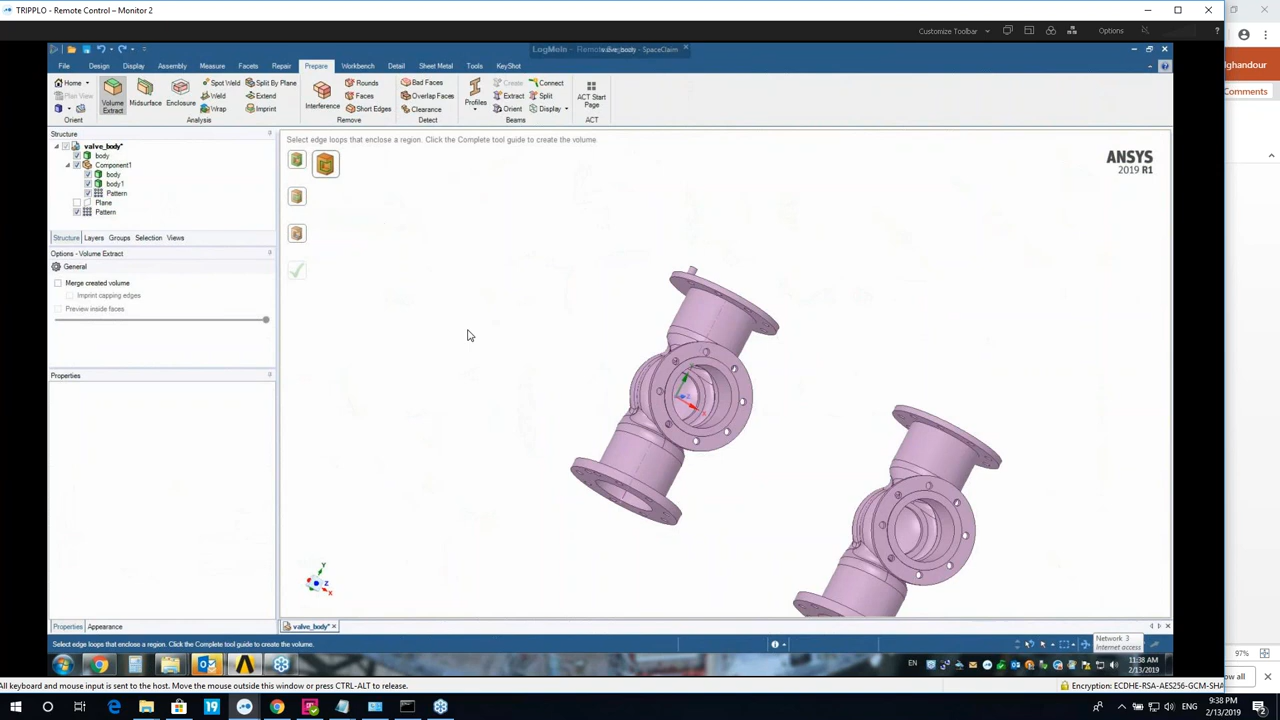 TRIPPLO - Remote Control – Monitor 2
Customize Toolbar
Options
?
LogMeIn - Remote
valve_body - SpaceClaim
lghandour
Comments
File
Design
Display
Assembly
Measure
Facets
Repair
Prepare
Workbench
Detail
Sheet Metal
Tools
KeyShot
Home
Plan View
Orient
Volume Extract
Midsurface
Enclosure
Spot Weld
Weld
Wrap
Split By Plane
Extend
Imprint
Analysis
Interference
Rounds
Faces
Short Edges
Remove
Bad Faces
Overlap Faces
Clearance
Detect
Profiles
Create
Extract
Orient
Connect
Split
Display
Beams
ACT Start Page
ACT
Structure
valve_body*
body
Component1
body
body1
Pattern
Plane
Pattern
Structure
Layers
Groups
Selection
Views
Options - Volume Extract
General
Merge created volume
Imprint capping edges
Preview inside faces
Properties
Properties
Appearance
Select edge loops that enclose a region. Click the Complete tool guide to create the volume.
ANSYS
2019 R1
X
Y
Z
X
Y
Z
valve_body*
Select edge loops that enclose a region. Click the Complete tool guide to create the volume.
Network 3
Internet access
EN
11:38 AM
2/13/2019
97%
ow all
All keyboard and mouse input is sent to the host. Move the mouse outside this window or press CTRL-ALT to release.
Encryption: ECDHE-RSA-AES256-GCM-SHA
19
ENG
9:38 PM
2/13/2019
2